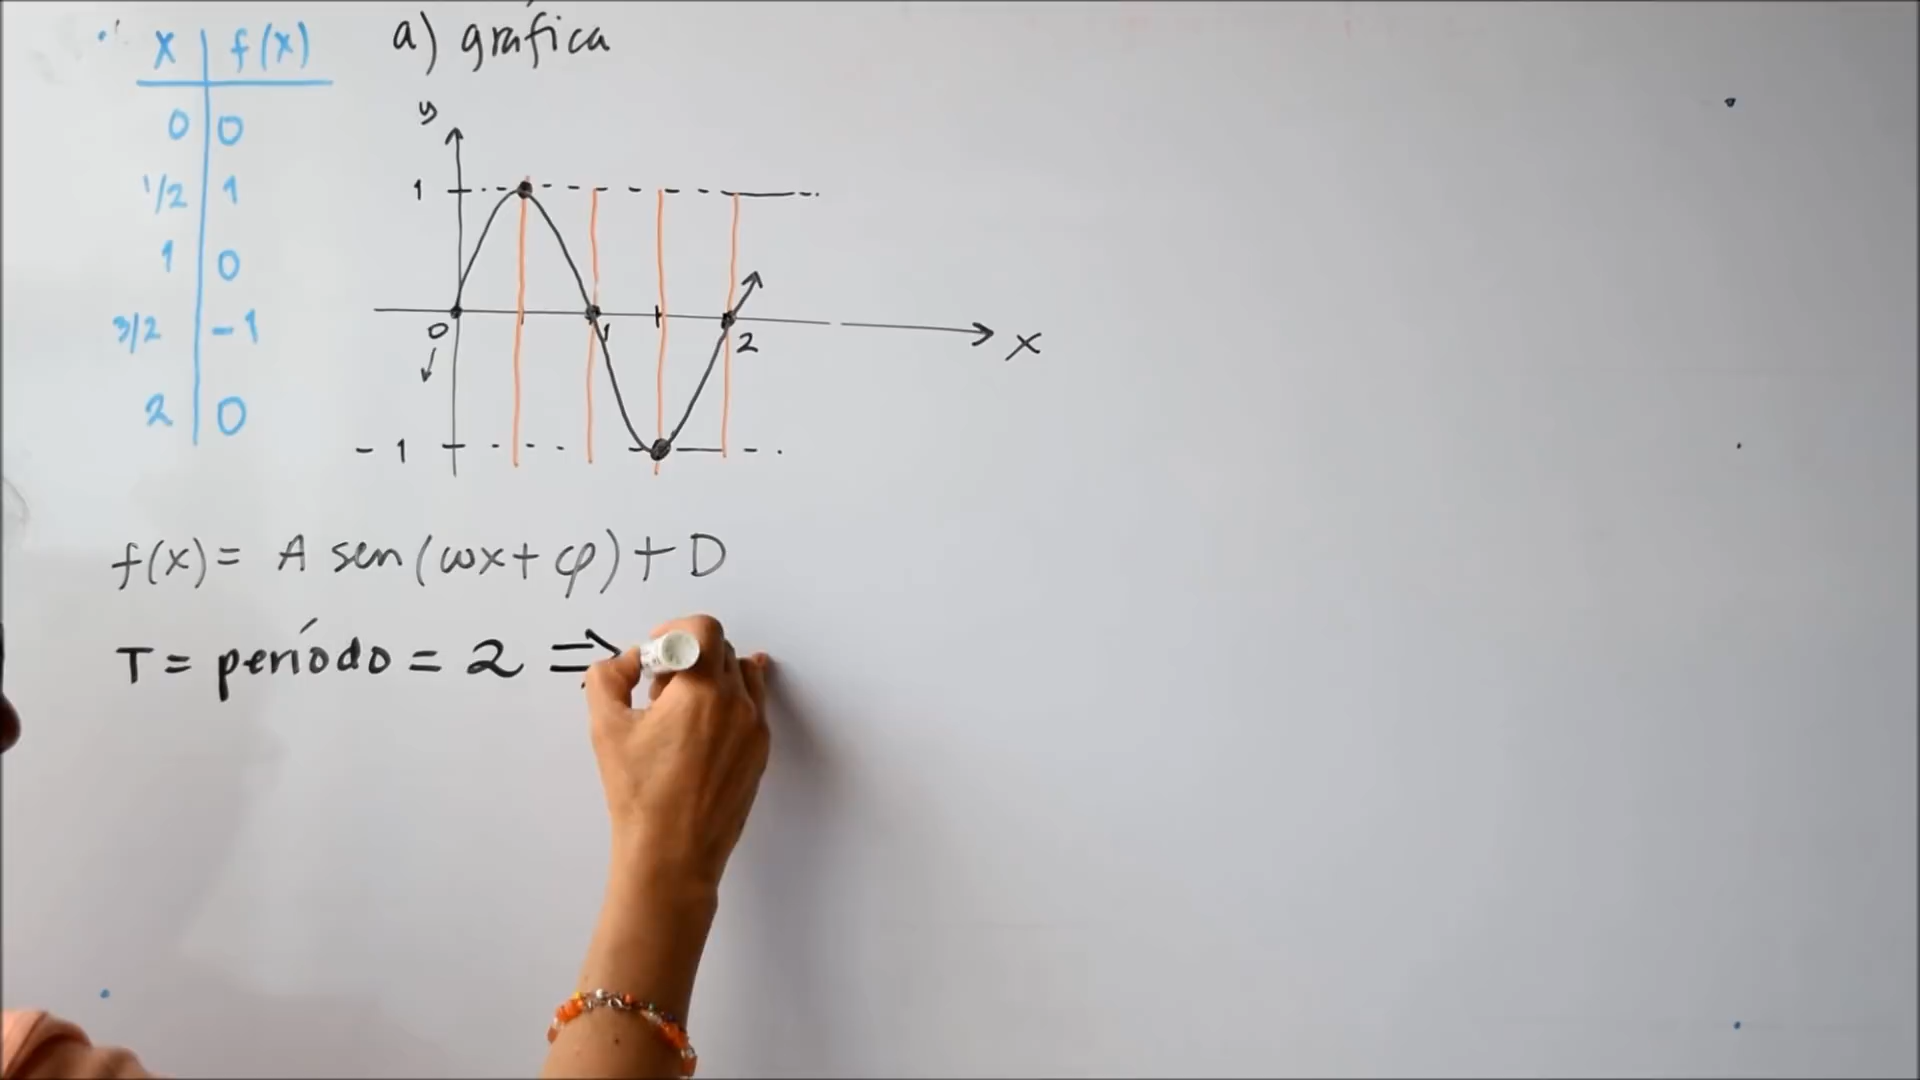 x | f(x)
0 | 0
1/2 | 1
1 | 0
3/2 | -1
2 | 0
a) gráfica
y
1
0
1
2
x
- 1
f(x) = A sen(ωx + φ) + D
T = período = 2 ⇒